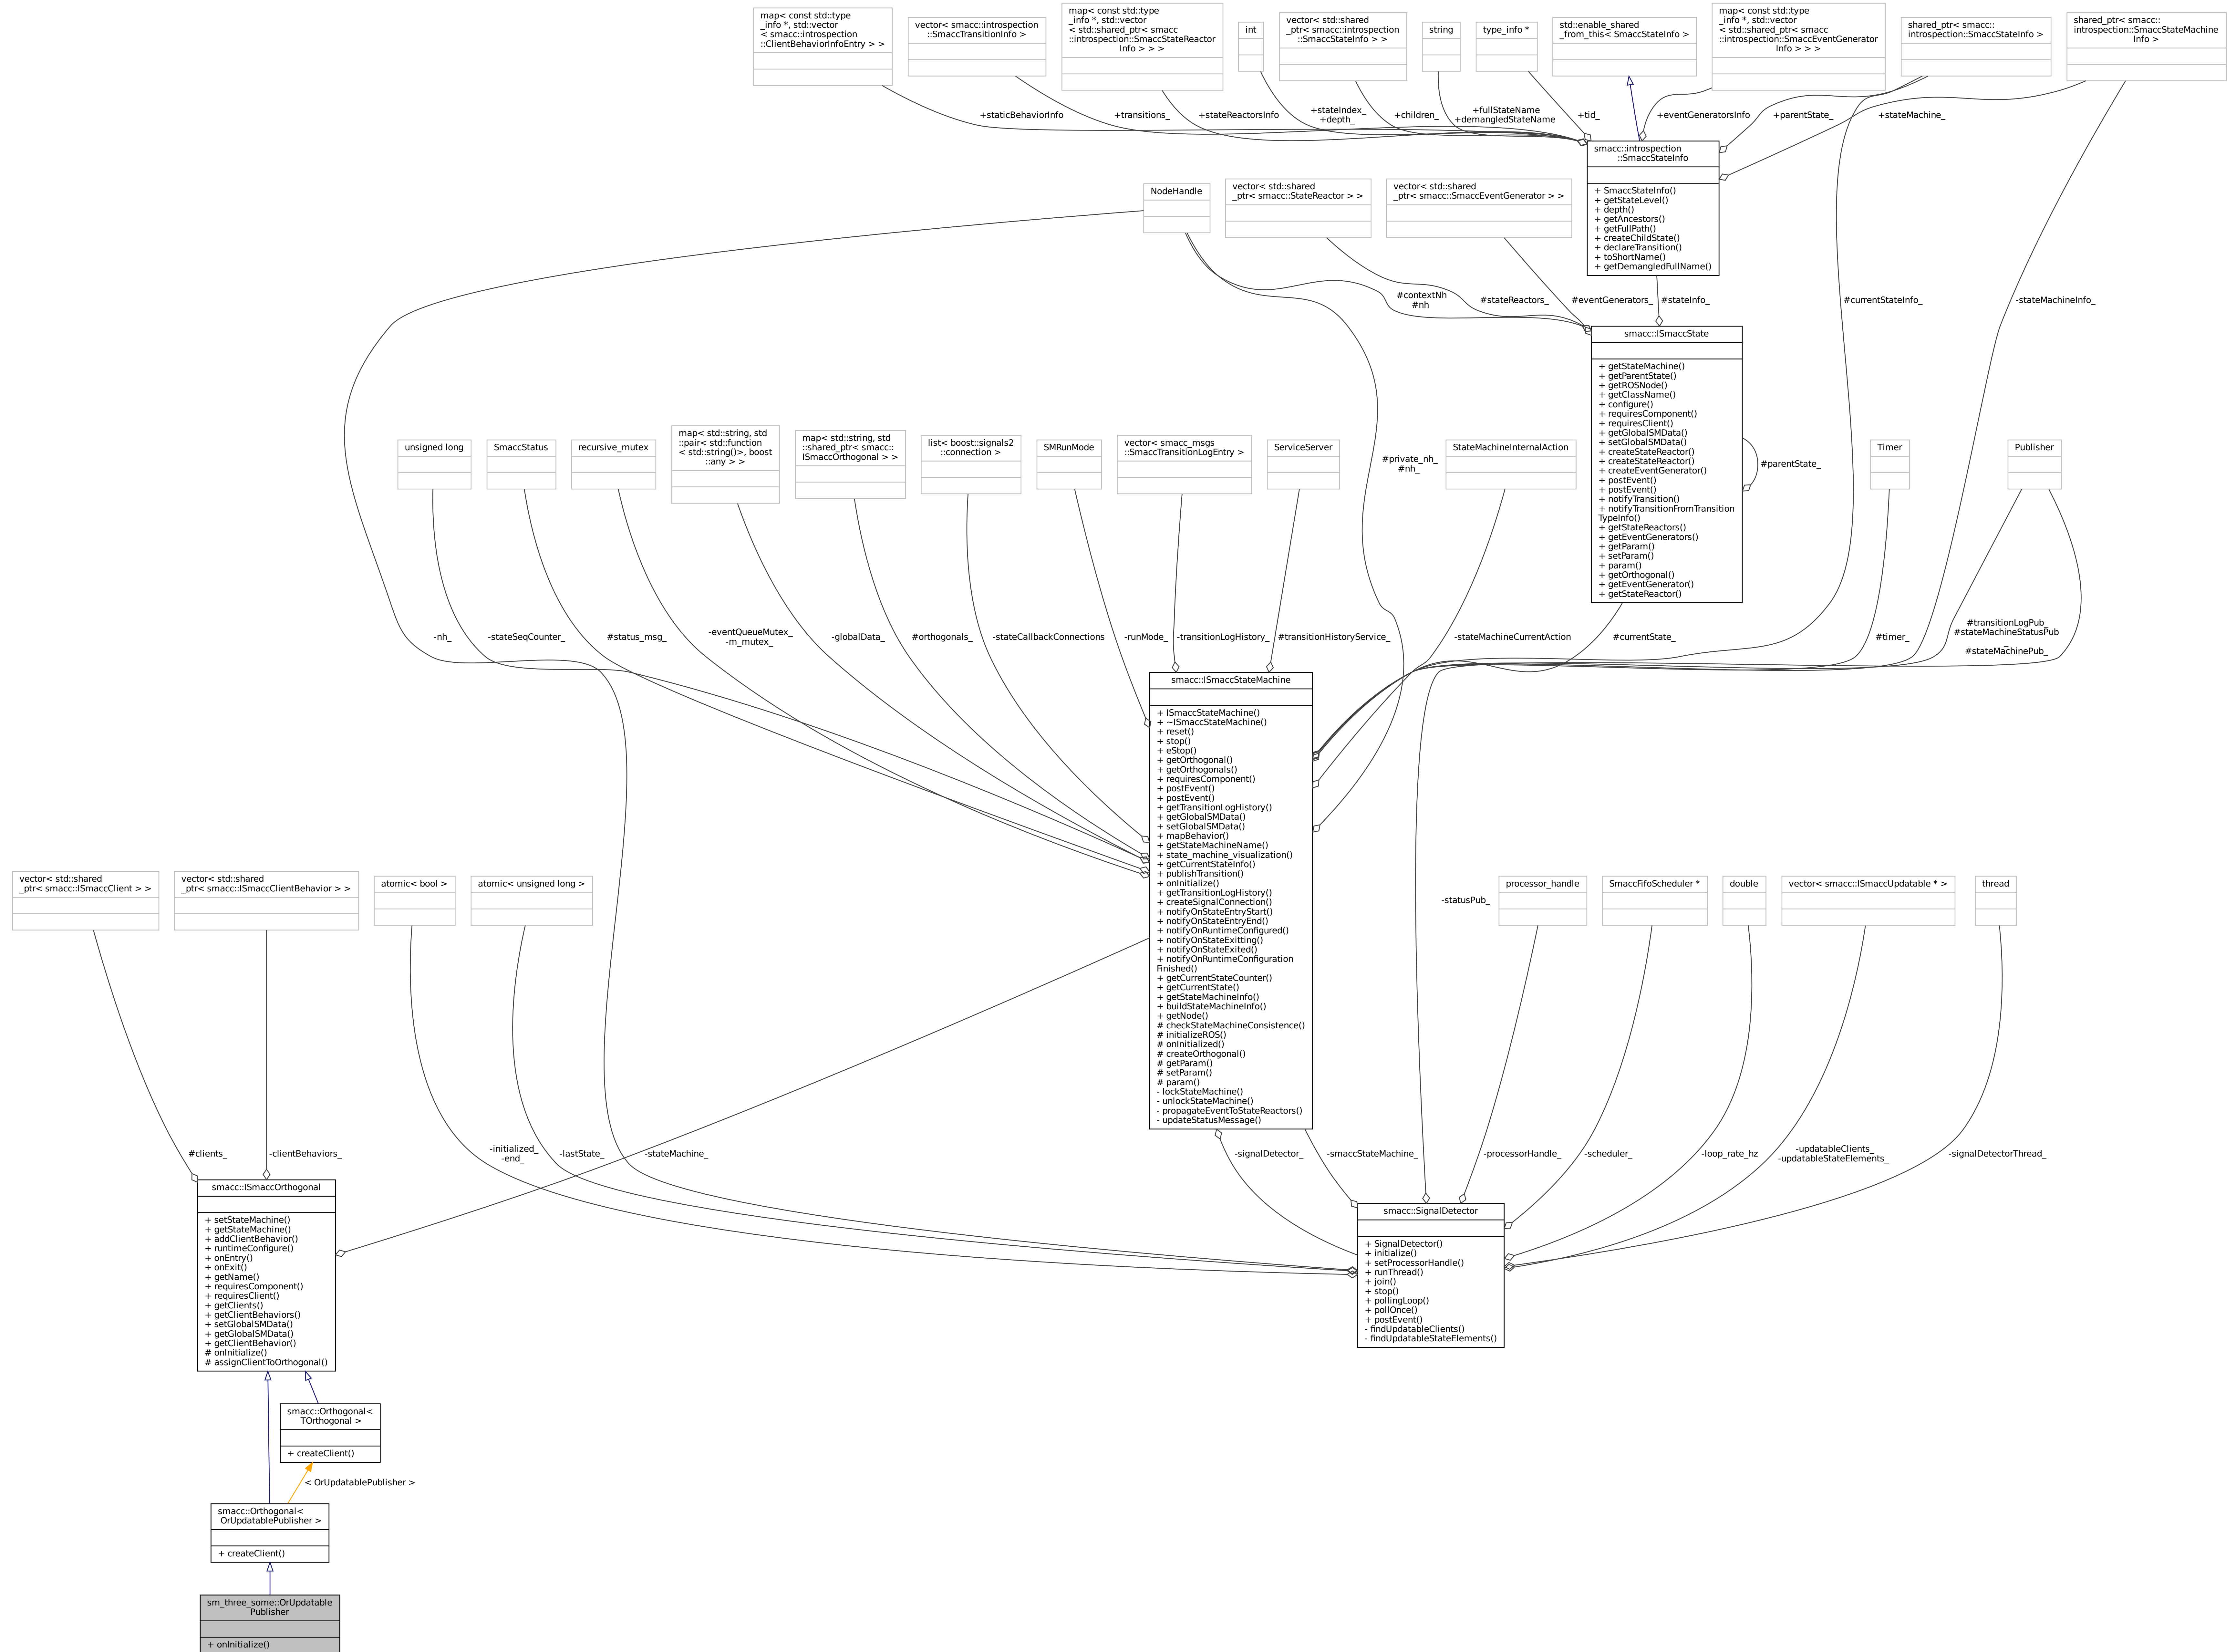 map< const std::type
_info *, std::vector
< smacc::introspection
::ClientBehaviorInfoEntry > >
vector< smacc::introspection
::SmaccTransitionInfo >
map< const std::type
_info *, std::vector
< std::shared_ptr< smacc
::introspection::SmaccStateReactor
Info > > >
int
vector< std::shared
_ptr< smacc::introspection
::SmaccStateInfo > >
string
type_info *
std::enable_shared
_from_this< SmaccStateInfo >
map< const std::type
_info *, std::vector
< std::shared_ptr< smacc
::introspection::SmaccEventGenerator
Info > > >
shared_ptr< smacc::
introspection::SmaccStateInfo >
shared_ptr< smacc::
introspection::SmaccStateMachine
Info >
+staticBehaviorInfo
+transitions_
+stateReactorsInfo
+stateIndex_
+depth_
+children_
+fullStateName
+demangledStateName
+tid_
+eventGeneratorsInfo
+parentState_
+stateMachine_
smacc::introspection
::SmaccStateInfo
+ SmaccStateInfo()
+ getStateLevel()
+ depth()
+ getAncestors()
+ getFullPath()
+ createChildState()
+ declareTransition()
+ toShortName()
+ getDemangledFullName()
NodeHandle
vector< std::shared
_ptr< smacc::StateReactor > >
vector< std::shared
_ptr< smacc::SmaccEventGenerator > >
#contextNh
#nh
#stateReactors_
#eventGenerators_
#stateInfo_
#currentStateInfo_
-stateMachineInfo_
smacc::ISmaccState
+ getStateMachine()
+ getParentState()
+ getROSNode()
+ getClassName()
+ configure()
+ requiresComponent()
+ requiresClient()
+ getGlobalSMData()
+ setGlobalSMData()
+ createStateReactor()
+ createStateReactor()
+ createEventGenerator()
+ postEvent()
+ postEvent()
+ notifyTransition()
+ notifyTransitionFromTransition
TypeInfo()
+ getStateReactors()
+ getEventGenerators()
+ getParam()
+ setParam()
+ param()
+ getOrthogonal()
+ getEventGenerator()
+ getStateReactor()
#parentState_
unsigned long
SmaccStatus
recursive_mutex
map< std::string, std
::pair< std::function
< std::string()>, boost
::any > >
map< std::string, std
::shared_ptr< smacc::
ISmaccOrthogonal > >
list< boost::signals2
::connection >
SMRunMode
vector< smacc_msgs
::SmaccTransitionLogEntry >
ServiceServer
#private_nh_
#nh_
StateMachineInternalAction
Timer
Publisher
-nh_
-stateSeqCounter_
#status_msg_
-eventQueueMutex_
-m_mutex_
-globalData_
#orthogonals_
-stateCallbackConnections
-runMode_
-transitionLogHistory_
#transitionHistoryService_
-stateMachineCurrentAction
#currentState_
#timer_
#transitionLogPub_
#stateMachineStatusPub
_
#stateMachinePub_
smacc::ISmaccStateMachine
+ ISmaccStateMachine()
+ ~ISmaccStateMachine()
+ reset()
+ stop()
+ eStop()
+ getOrthogonal()
+ getOrthogonals()
+ requiresComponent()
+ postEvent()
+ postEvent()
+ getTransitionLogHistory()
+ getGlobalSMData()
+ setGlobalSMData()
+ mapBehavior()
+ getStateMachineName()
+ state_machine_visualization()
+ getCurrentStateInfo()
+ publishTransition()
+ onInitialize()
+ getTransitionLogHistory()
+ createSignalConnection()
+ notifyOnStateEntryStart()
+ notifyOnStateEntryEnd()
+ notifyOnRuntimeConfigured()
+ notifyOnStateExitting()
+ notifyOnStateExited()
+ notifyOnRuntimeConfiguration
Finished()
+ getCurrentStateCounter()
+ getCurrentState()
+ getStateMachineInfo()
+ buildStateMachineInfo()
+ getNode()
# checkStateMachineConsistence()
# initializeROS()
# onInitialized()
# createOrthogonal()
# getParam()
# setParam()
# param()
- lockStateMachine()
- unlockStateMachine()
- propagateEventToStateReactors()
- updateStatusMessage()
vector< std::shared
_ptr< smacc::ISmaccClient > >
vector< std::shared
_ptr< smacc::ISmaccClientBehavior > >
atomic< bool >
atomic< unsigned long >
-statusPub_
processor_handle
SmaccFifoScheduler *
double
vector< smacc::ISmaccUpdatable * >
thread
#clients_
-clientBehaviors_
-initialized_
-end_
-lastState_
-stateMachine_
-signalDetector_
-smaccStateMachine_
-processorHandle_
-scheduler_
-loop_rate_hz
-updatableClients_
-updatableStateElements_
-signalDetectorThread_
smacc::ISmaccOrthogonal
+ setStateMachine()
+ getStateMachine()
+ addClientBehavior()
+ runtimeConfigure()
+ onEntry()
+ onExit()
+ getName()
+ requiresComponent()
+ requiresClient()
+ getClients()
+ getClientBehaviors()
+ setGlobalSMData()
+ getGlobalSMData()
+ getClientBehavior()
# onInitialize()
# assignClientToOrthogonal()
smacc::SignalDetector
+ SignalDetector()
+ initialize()
+ setProcessorHandle()
+ runThread()
+ join()
+ stop()
+ pollingLoop()
+ pollOnce()
+ postEvent()
- findUpdatableClients()
- findUpdatableStateElements()
smacc::Orthogonal<
TOrthogonal >
+ createClient()
< OrUpdatablePublisher >
smacc::Orthogonal<
OrUpdatablePublisher >
+ createClient()
sm_three_some::OrUpdatable
Publisher
+ onInitialize()